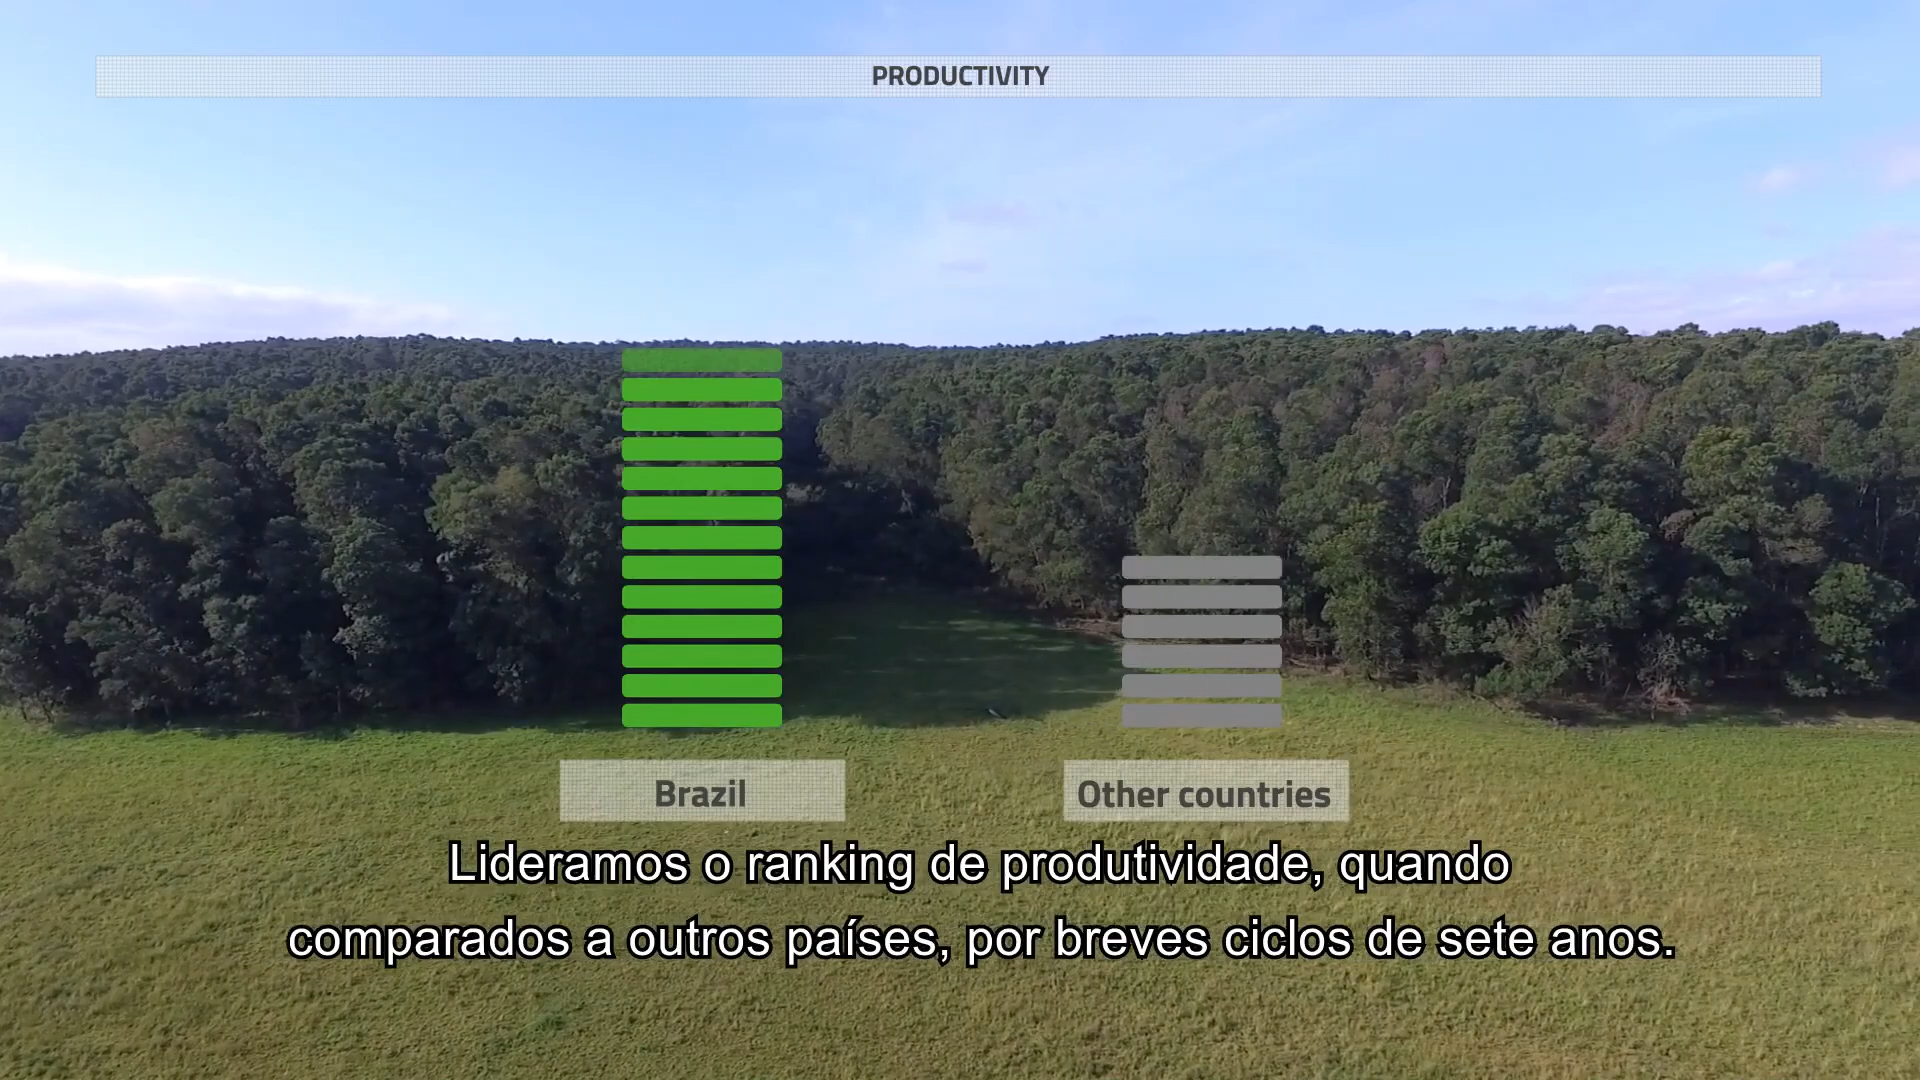 PRODUCTIVITY
Brazil
Other countries
Lideramos o ranking de produtividade, quando
comparados a outros países, por breves ciclos de sete anos.